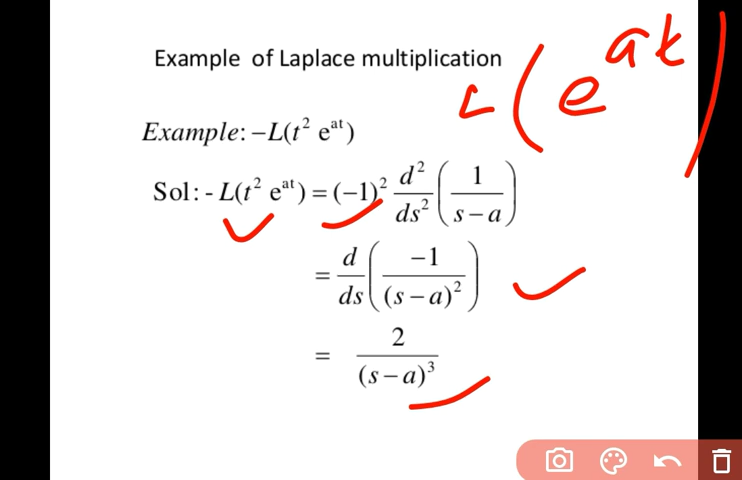 Example of Laplace multiplication
L(e^{at})
Example:–L(t² e^{at})
Sol:- L(t² e^{at}) = (−1)² d²/ds² (1/(s−a))
= d/ds (−1/(s−a)²)
= 2/(s−a)³